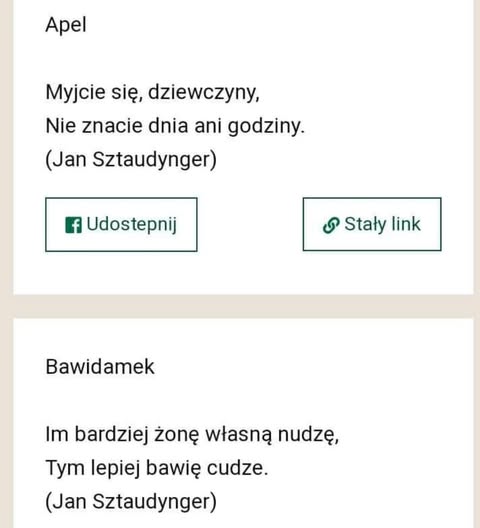 Apel
Myjcie się, dziewczyny,
Nie znacie dnia ani godziny.
(Jan Sztaudynger)
Udostepnij
Stały link
Bawidamek
Im bardziej żonę własną nudzę,
Tym lepiej bawię cudze.
(Jan Sztaudynger)